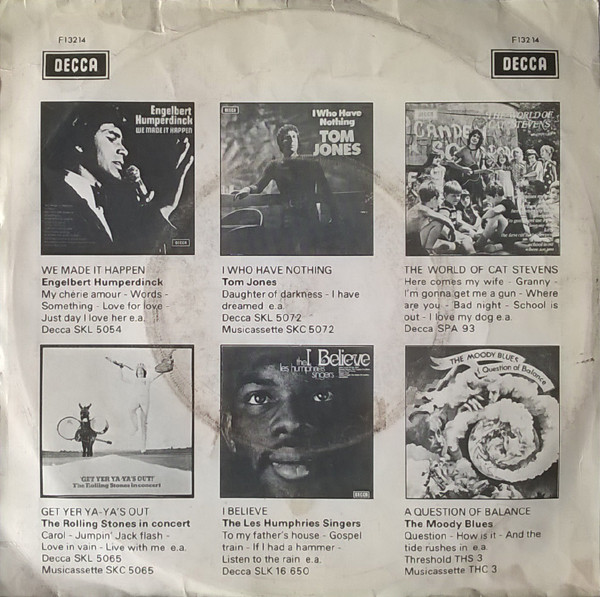 F13214
F13214
DECCA
DECCA
Engelbert
Humperdinck
WE MADE IT HAPPEN
DECCA
WE MADE IT HAPPEN
Engelbert Humperdinck
My chérie amour - Words -
Something - Love for love -
Just day I love her e.a.
Decca SKL 5054
DECCA
I Who Have
Nothing
TOM
JONES
I WHO HAVE NOTHING
Tom Jones
Daughter of darkness - I have
dreamed e.a.
Decca SKL 5072
Musicassette SKC 5072
DECCA
THE WORLD OF
CAT STEVENS
THE WORLD OF CAT STEVENS
Here comes my wife - Granny -
I'm gonna get me a gun - Where
are you - Bad night - School is
out - I love my dog e.a.
Decca SPA 93
'GET YER YA-YA'S OUT!'
The Rolling Stones in concert
GET YER YA-YA'S OUT
The Rolling Stones in concert
Carol - Jumpin' Jack flash -
Love in vain - Live with me e.a.
Decca SKL 5065
Musicassette SKC 5065
I Believe
the
les humphries
singers
DECCA
I BELIEVE
The Les Humphries Singers
To my father's house - Gospel
train - If I had a hammer -
Listen to the rain e.a.
Decca SLK 16 650
THE MOODY BLUES
A Question of Balance
A QUESTION OF BALANCE
The Moody Blues
Question - How is it - And the
tide rushes in e.a.
Threshold THS 3
Musicassette THC 3